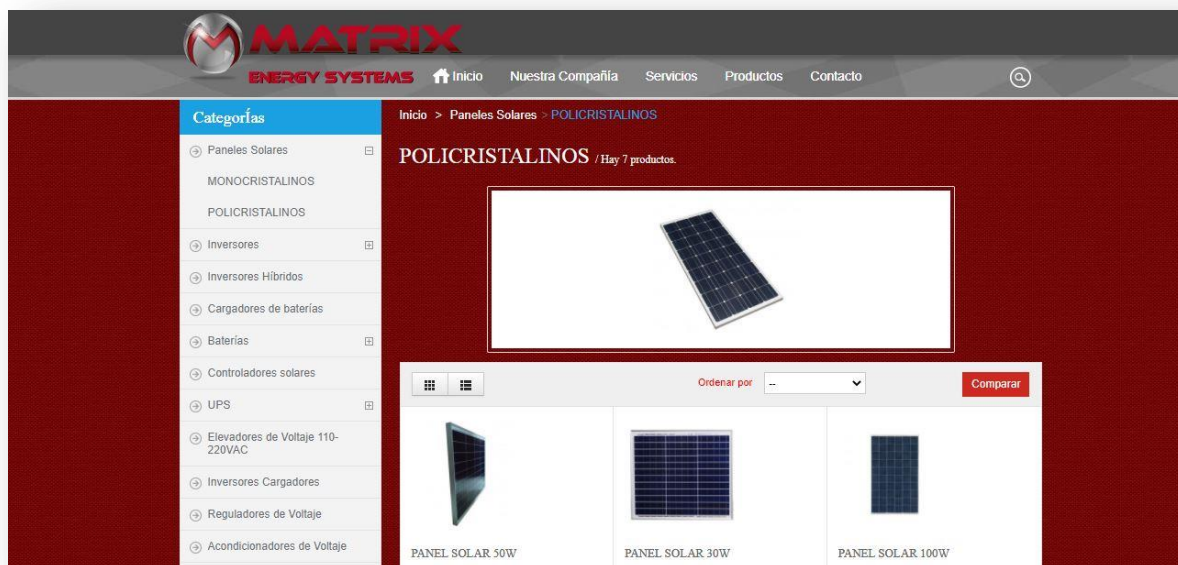 MATRIX
ENERGY SYSTEMS
Inicio Nuestra Compañía Servicios Productos Contacto
Categorías
Paneles Solares
MONOCRISTALINOS
POLICRISTALINOS
Inversores
Inversores Híbridos
Cargadores de baterías
Baterías
Controladores solares
UPS
Elevadores de Voltaje 110-
220VAC
Inversores Cargadores
Reguladores de Voltaje
Acondicionadores de Voltaje
Inicio > Paneles Solares > POLICRISTALINOS
POLICRISTALINOS / Hay 7 productos.
Ordenar por -- Comparar
PANEL SOLAR 50W
PANEL SOLAR 30W
PANEL SOLAR 100W